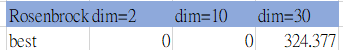 Rosenbrock dim=2 dim=10 dim=30
best 0 0 324.377